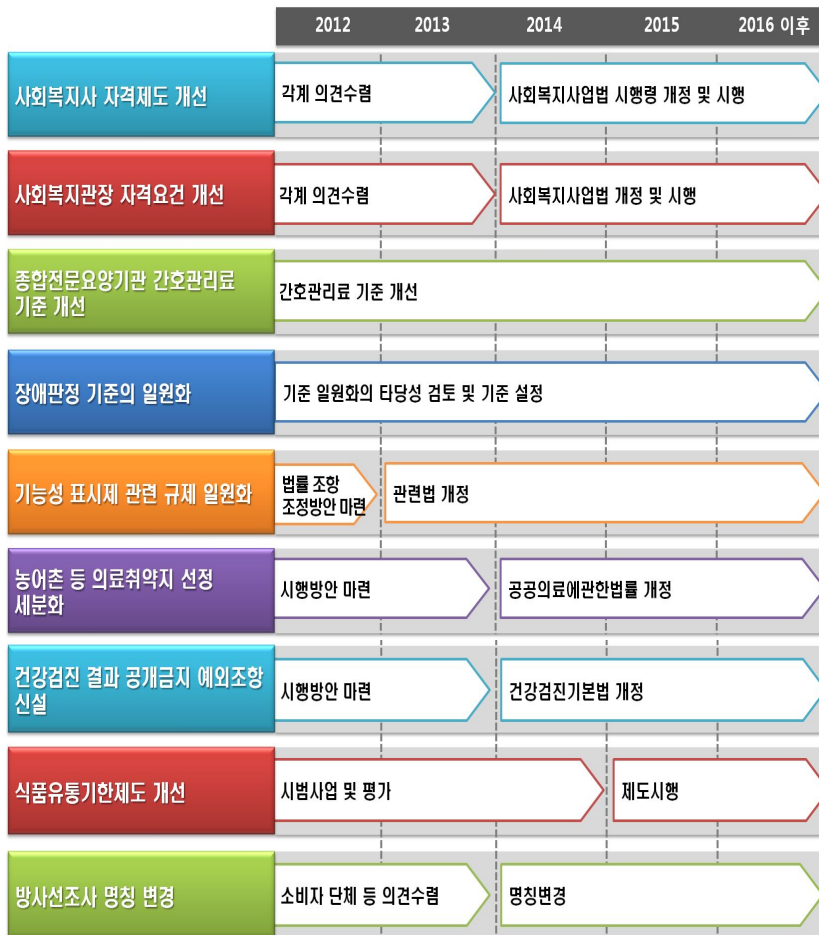 2012 2013 2014 2015 2016 이후
사회복지사 자격제도 개선
각계 의견수렴
사회복지사업법 시행령 개정 및 시행
사회복지관장 자격요건 개선
각계 의견수렴
사회복지사업법 개정 및 시행
종합전문요양기관 간호관리료
기준 개선
간호관리료 기준 개선
장애판정 기준의 일원화
기준 일원화의 타당성 검토 및 기준 설정
기능성 표시제 관련 규제 일원화
법률 조항
조정방안 마련
관련법 개정
농어촌 등 의료취약지 선정
세분화
시행방안 마련
공공의료에관한법률 개정
건강검진 결과 공개금지 예외조항
신설
시행방안 마련
건강검진기본법 개정
식품유통기한제도 개선
시범사업 및 평가
제도시행
방사선조사 명칭 변경
소비자 단체 등 의견수렴
명칭변경